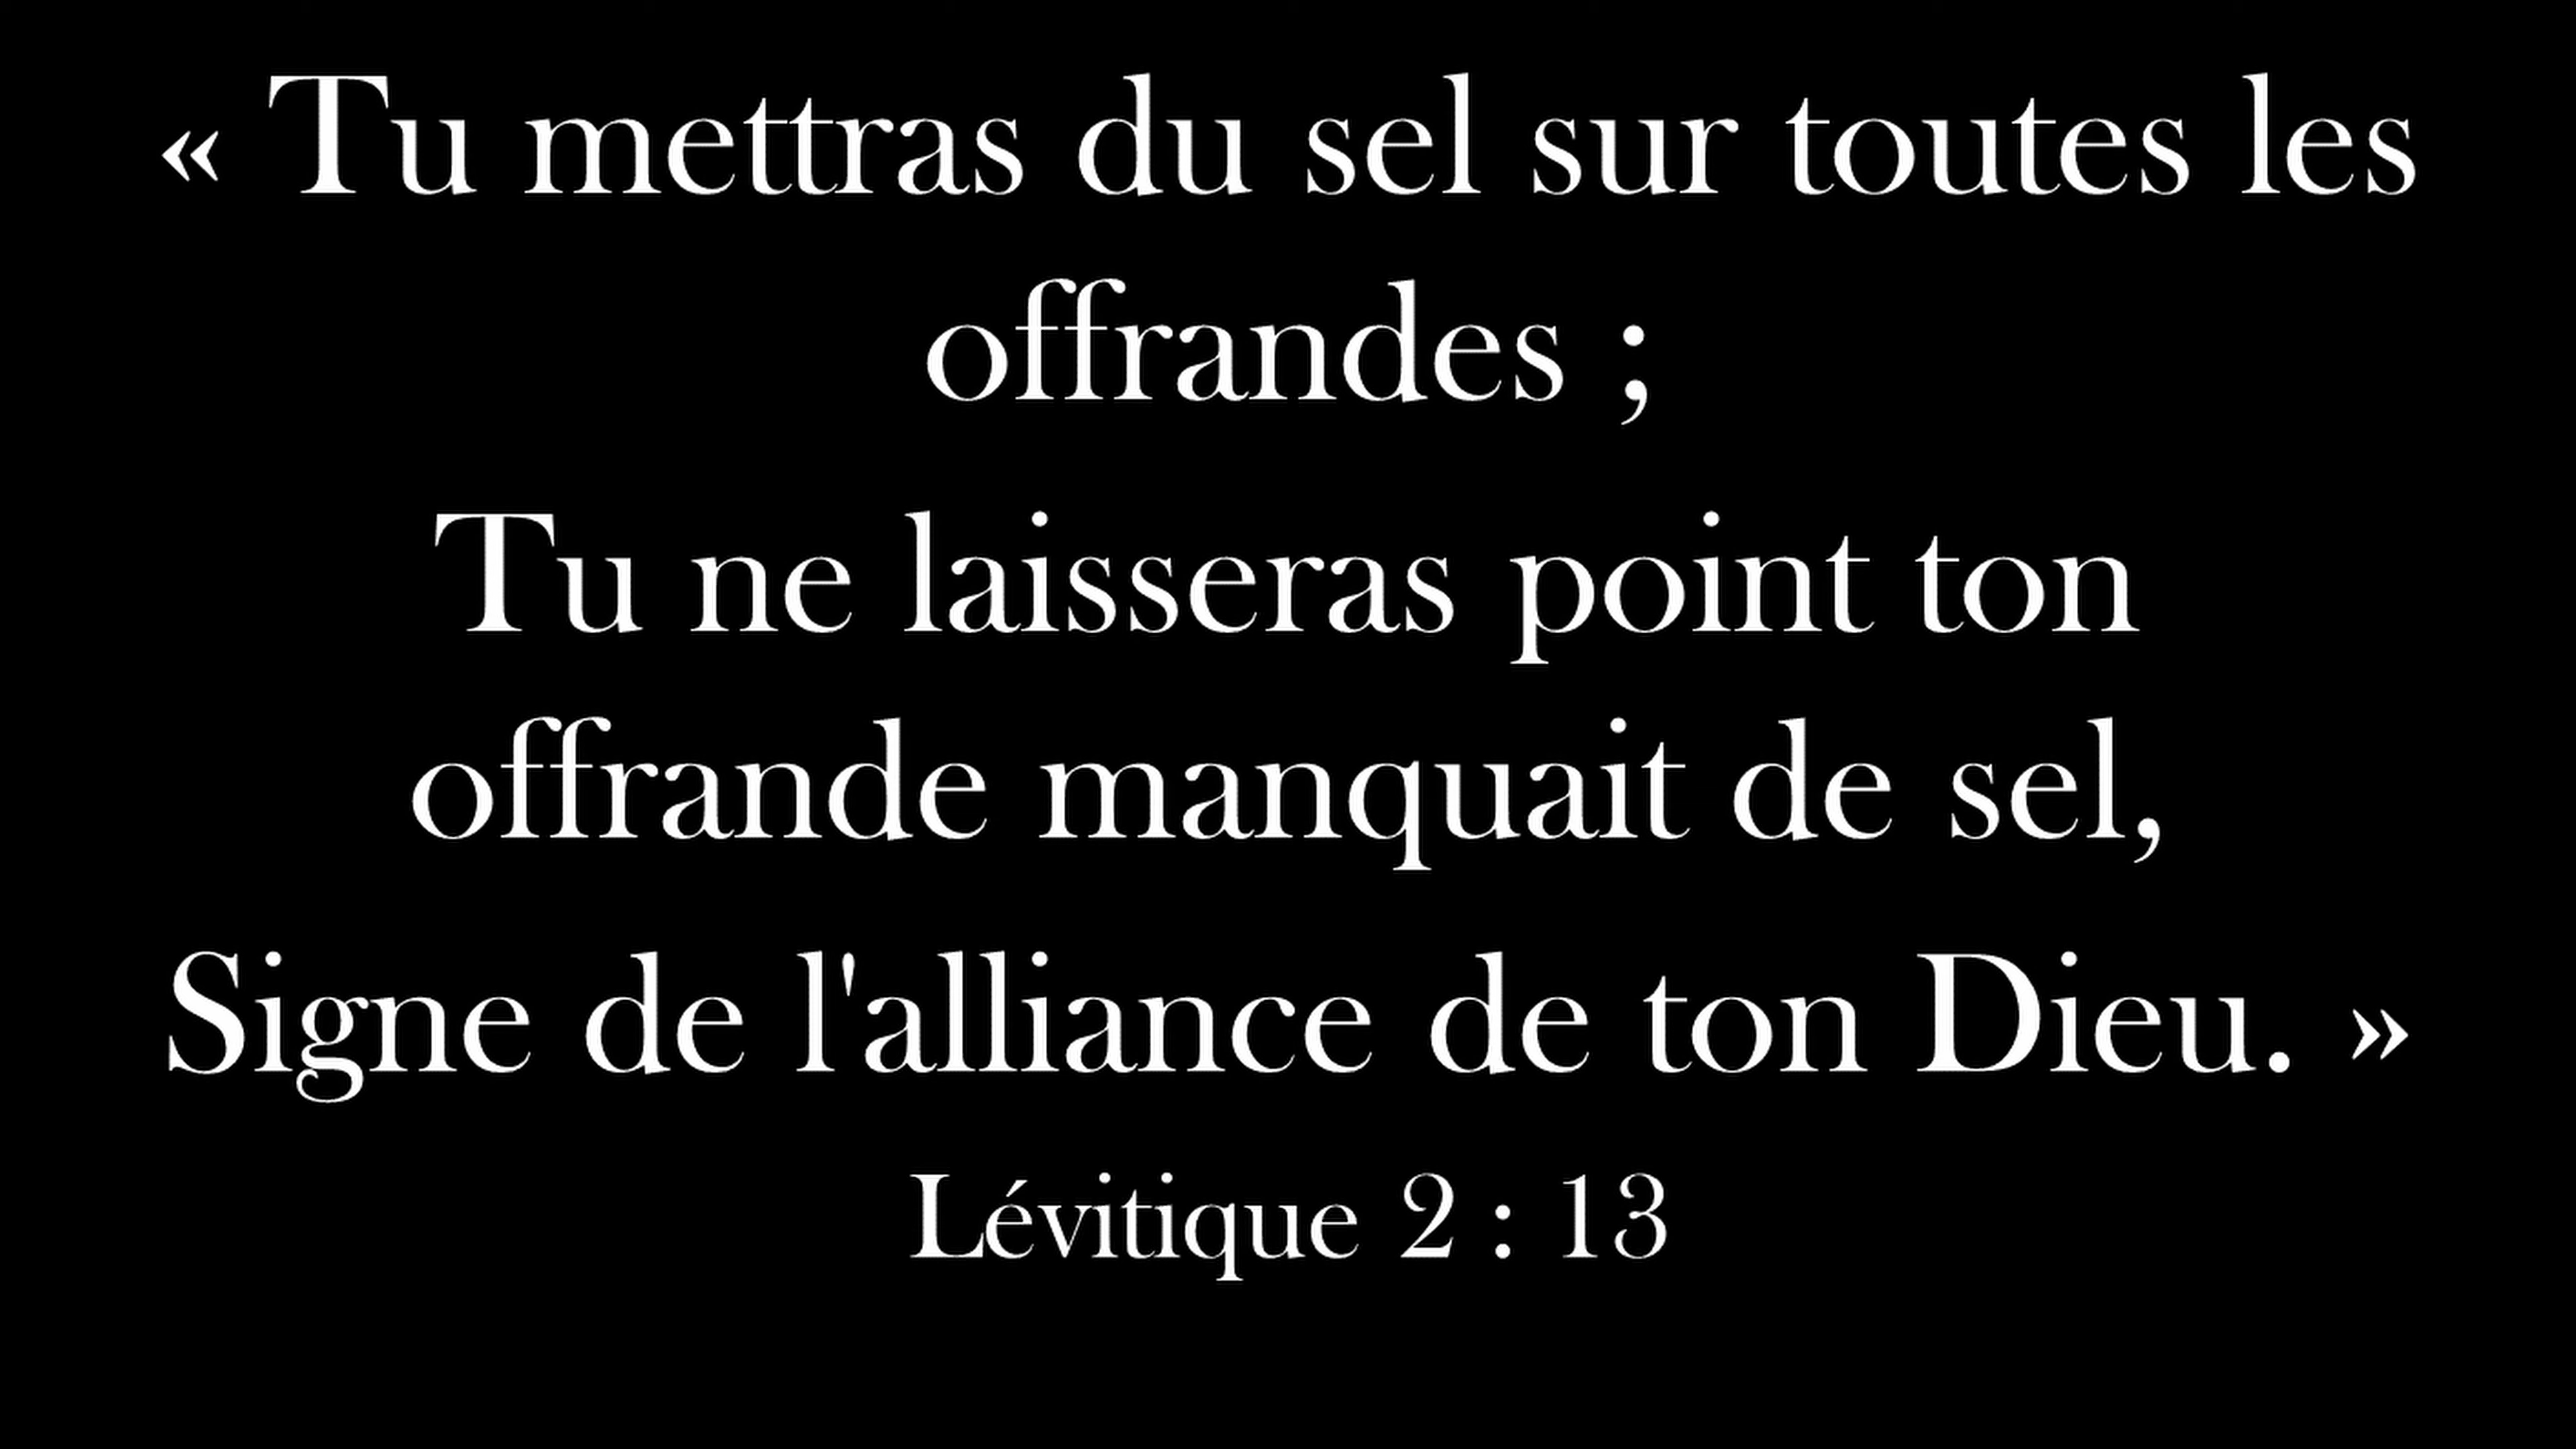 « Tu mettras du sel sur toutes les
offrandes ;
Tu ne laisseras point ton
offrande manquait de sel,
Signe de l'alliance de ton Dieu. »
Lévitique 2 : 13